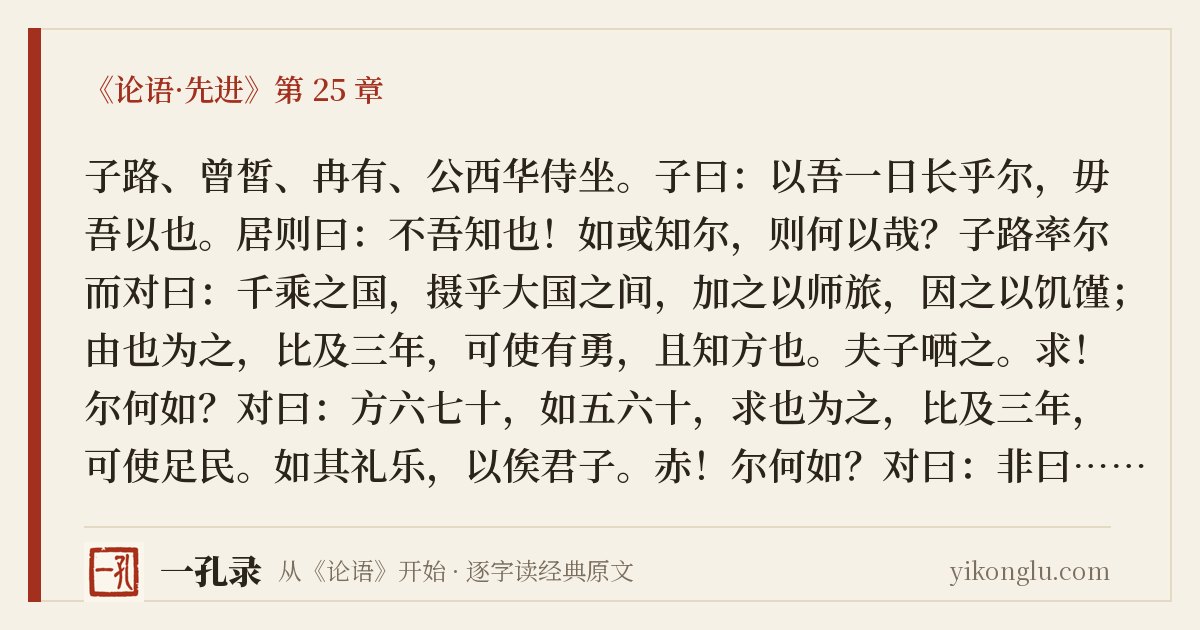 《论语·先进》第 25 章
子路、曾皙、冉有、公西华侍坐。子曰：以吾一日长乎尔，毋
吾以也。居则曰：不吾知也！如或知尔，则何以哉？子路率尔
而对曰：千乘之国，摄乎大国之间，加之以师旅，因之以饥馑；
由也为之，比及三年，可使有勇，且知方也。夫子哂之。求！
尔何如？对曰：方六七十，如五六十，求也为之，比及三年，
可使足民。如其礼乐，以俟君子。赤！尔何如？对曰：非曰……
一孔
一孔录 从《论语》开始 · 逐字读经典原文 yikonglu.com